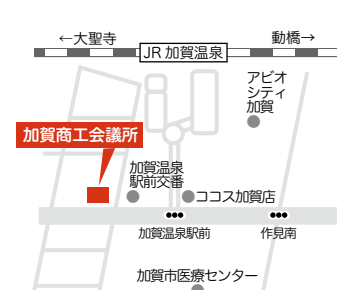 ←大聖寺
動橋→
JR 加賀温泉
アビオ
シティ
加賀
加賀商工会議所
加賀温泉
駅前交番
ココス加賀店
加賀温泉駅前
作見南
加賀市医療センター